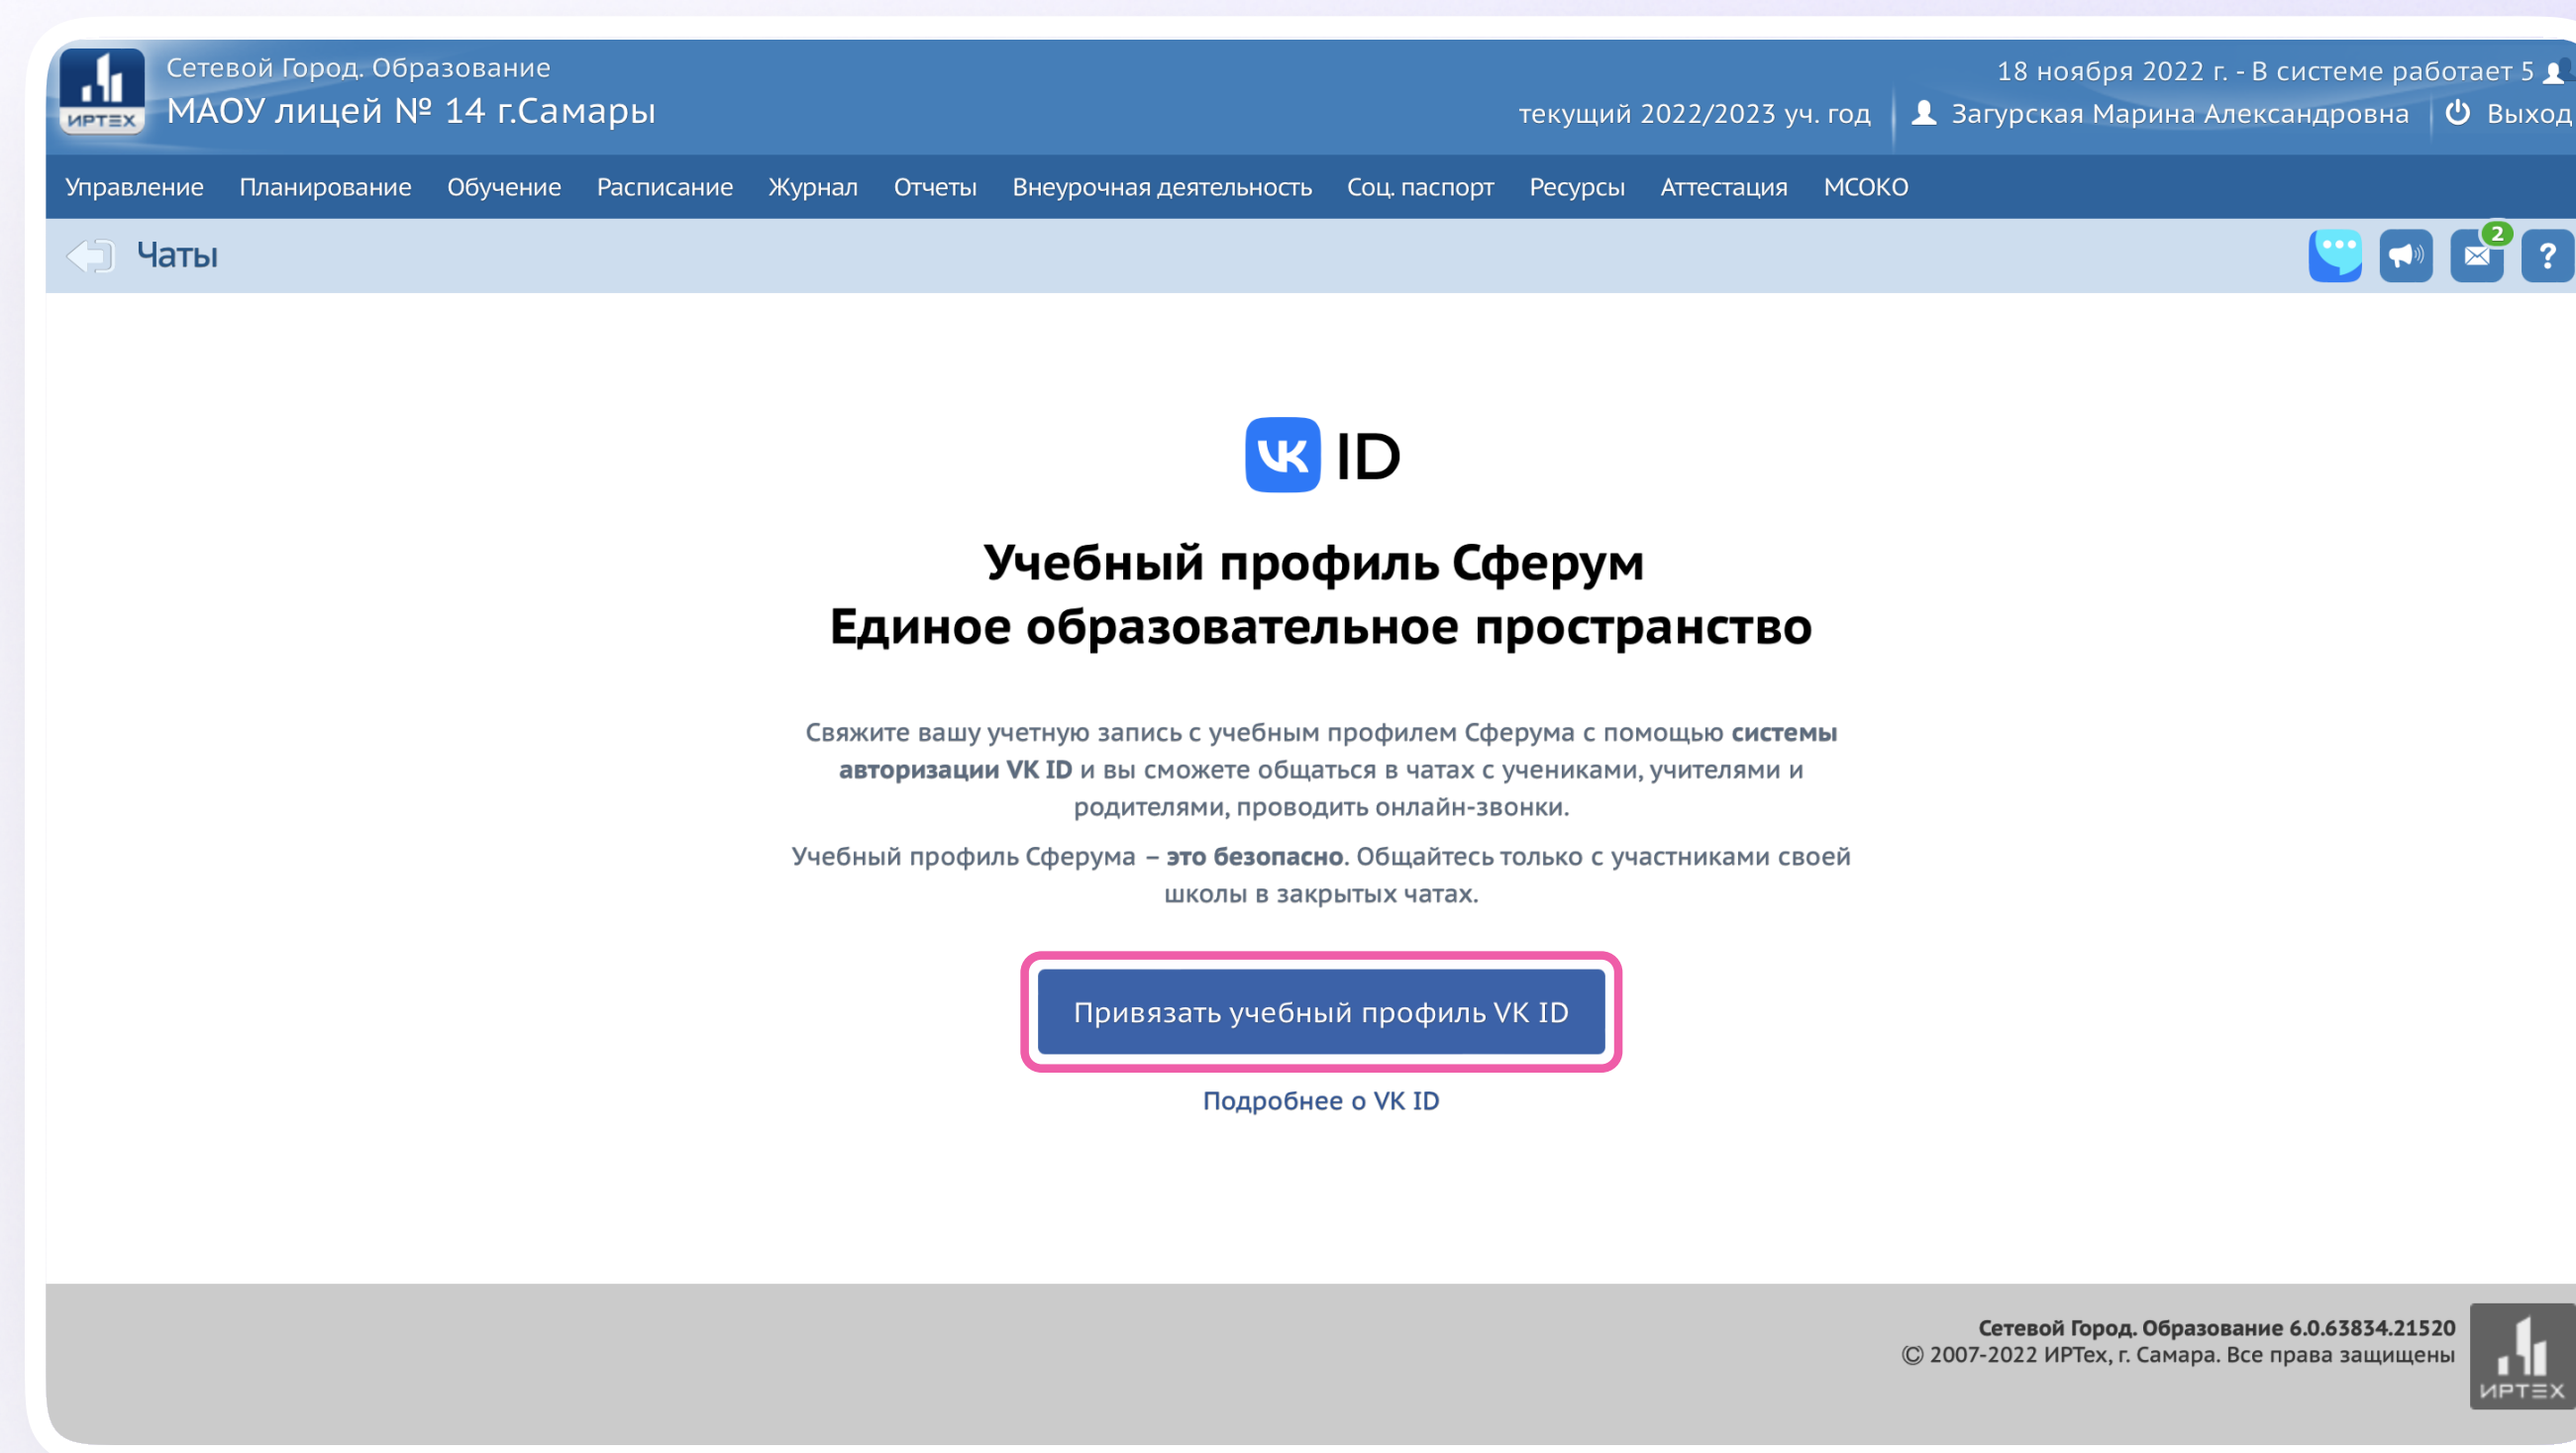 Сетевой Город. Образование
МАОУ лицей № 14 г.Самары
ИРТЕХ
18 ноября 2022 г. - В системе работает 5
текущий 2022/2023 уч. год Загурская Марина Александровна Выход
Управление Планирование Обучение Расписание Журнал Отчеты Внеурочная деятельность Соц. паспорт Ресурсы Аттестация МСОКО
Чаты
2
?
VK ID
Учебный профиль Сферум
Единое образовательное пространство
Свяжите вашу учетную запись с учебным профилем Сферума с помощью системы
авторизации VK ID и вы сможете общаться в чатах с учениками, учителями и
родителями, проводить онлайн-звонки.
Учебный профиль Сферума – это безопасно. Общайтесь только с участниками своей
школы в закрытых чатах.
Привязать учебный профиль VK ID
Подробнее о VK ID
Сетевой Город. Образование 6.0.63834.21520
© 2007-2022 ИРТех, г. Самара. Все права защищены
ИРТЕХ